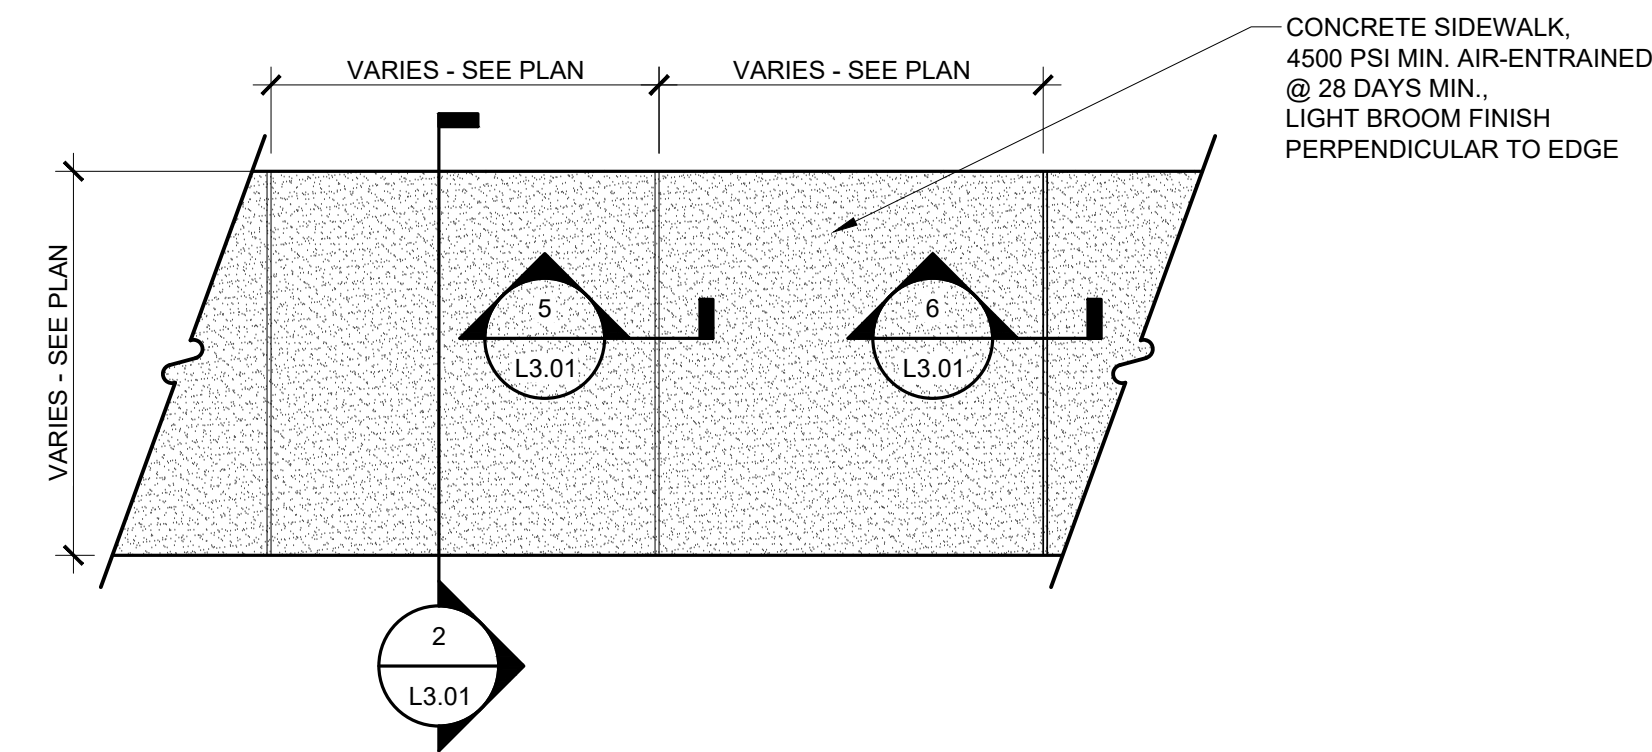 CONCRETE SIDEWALK,
4500 PSI MIN. AIR-ENTRAINED
@ 28 DAYS MIN.,
LIGHT BROOM FINISH
PERPENDICULAR TO EDGE
VARIES - SEE PLAN
VARIES - SEE PLAN
VARIES - SEE PLAN
5
L3.01
6
L3.01
2
L3.01